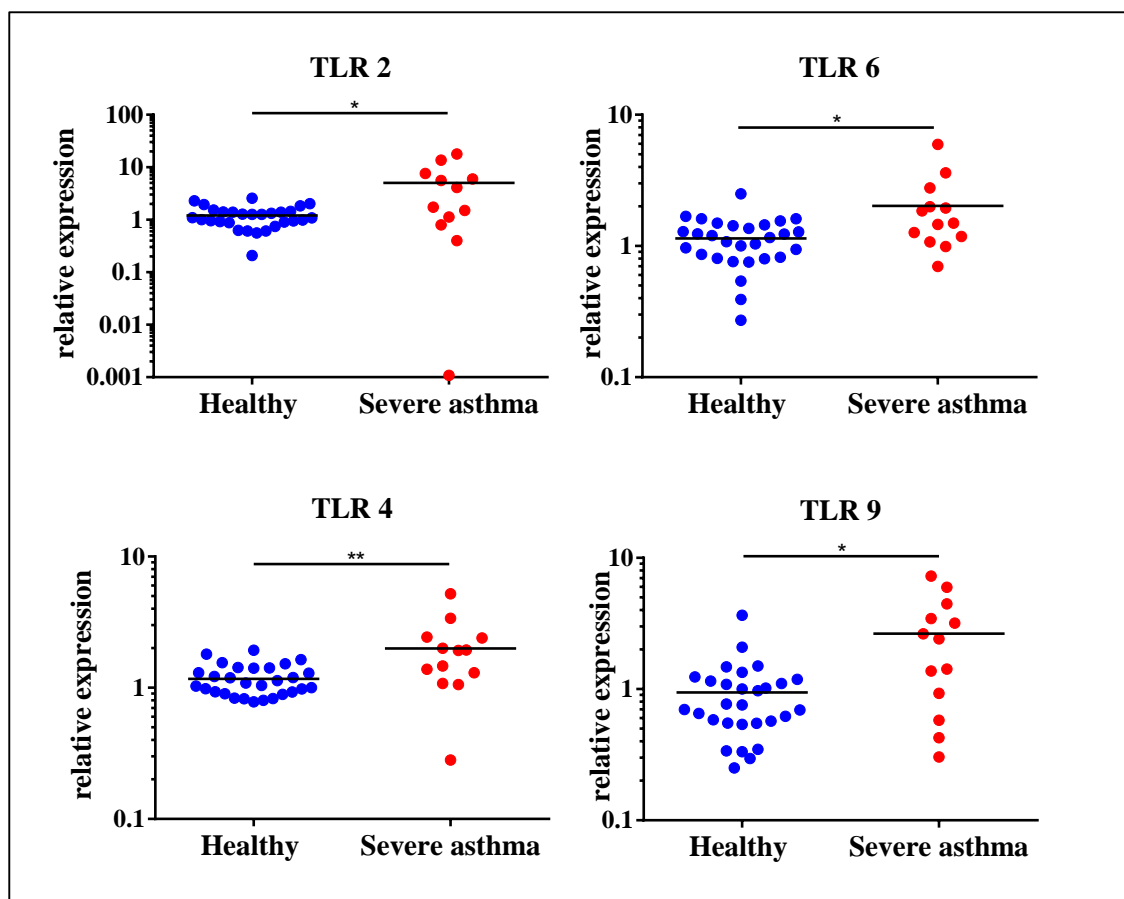 TLR 2
*
relative expression
100
10
1
0.1
0.01
0.001
Healthy
Severe asthma
TLR 6
*
relative expression
10
1
0.1
Healthy
Severe asthma
TLR 4
**
relative expression
10
1
0.1
Healthy
Severe asthma
TLR 9
*
relative expression
10
1
0.1
Healthy
Severe asthma